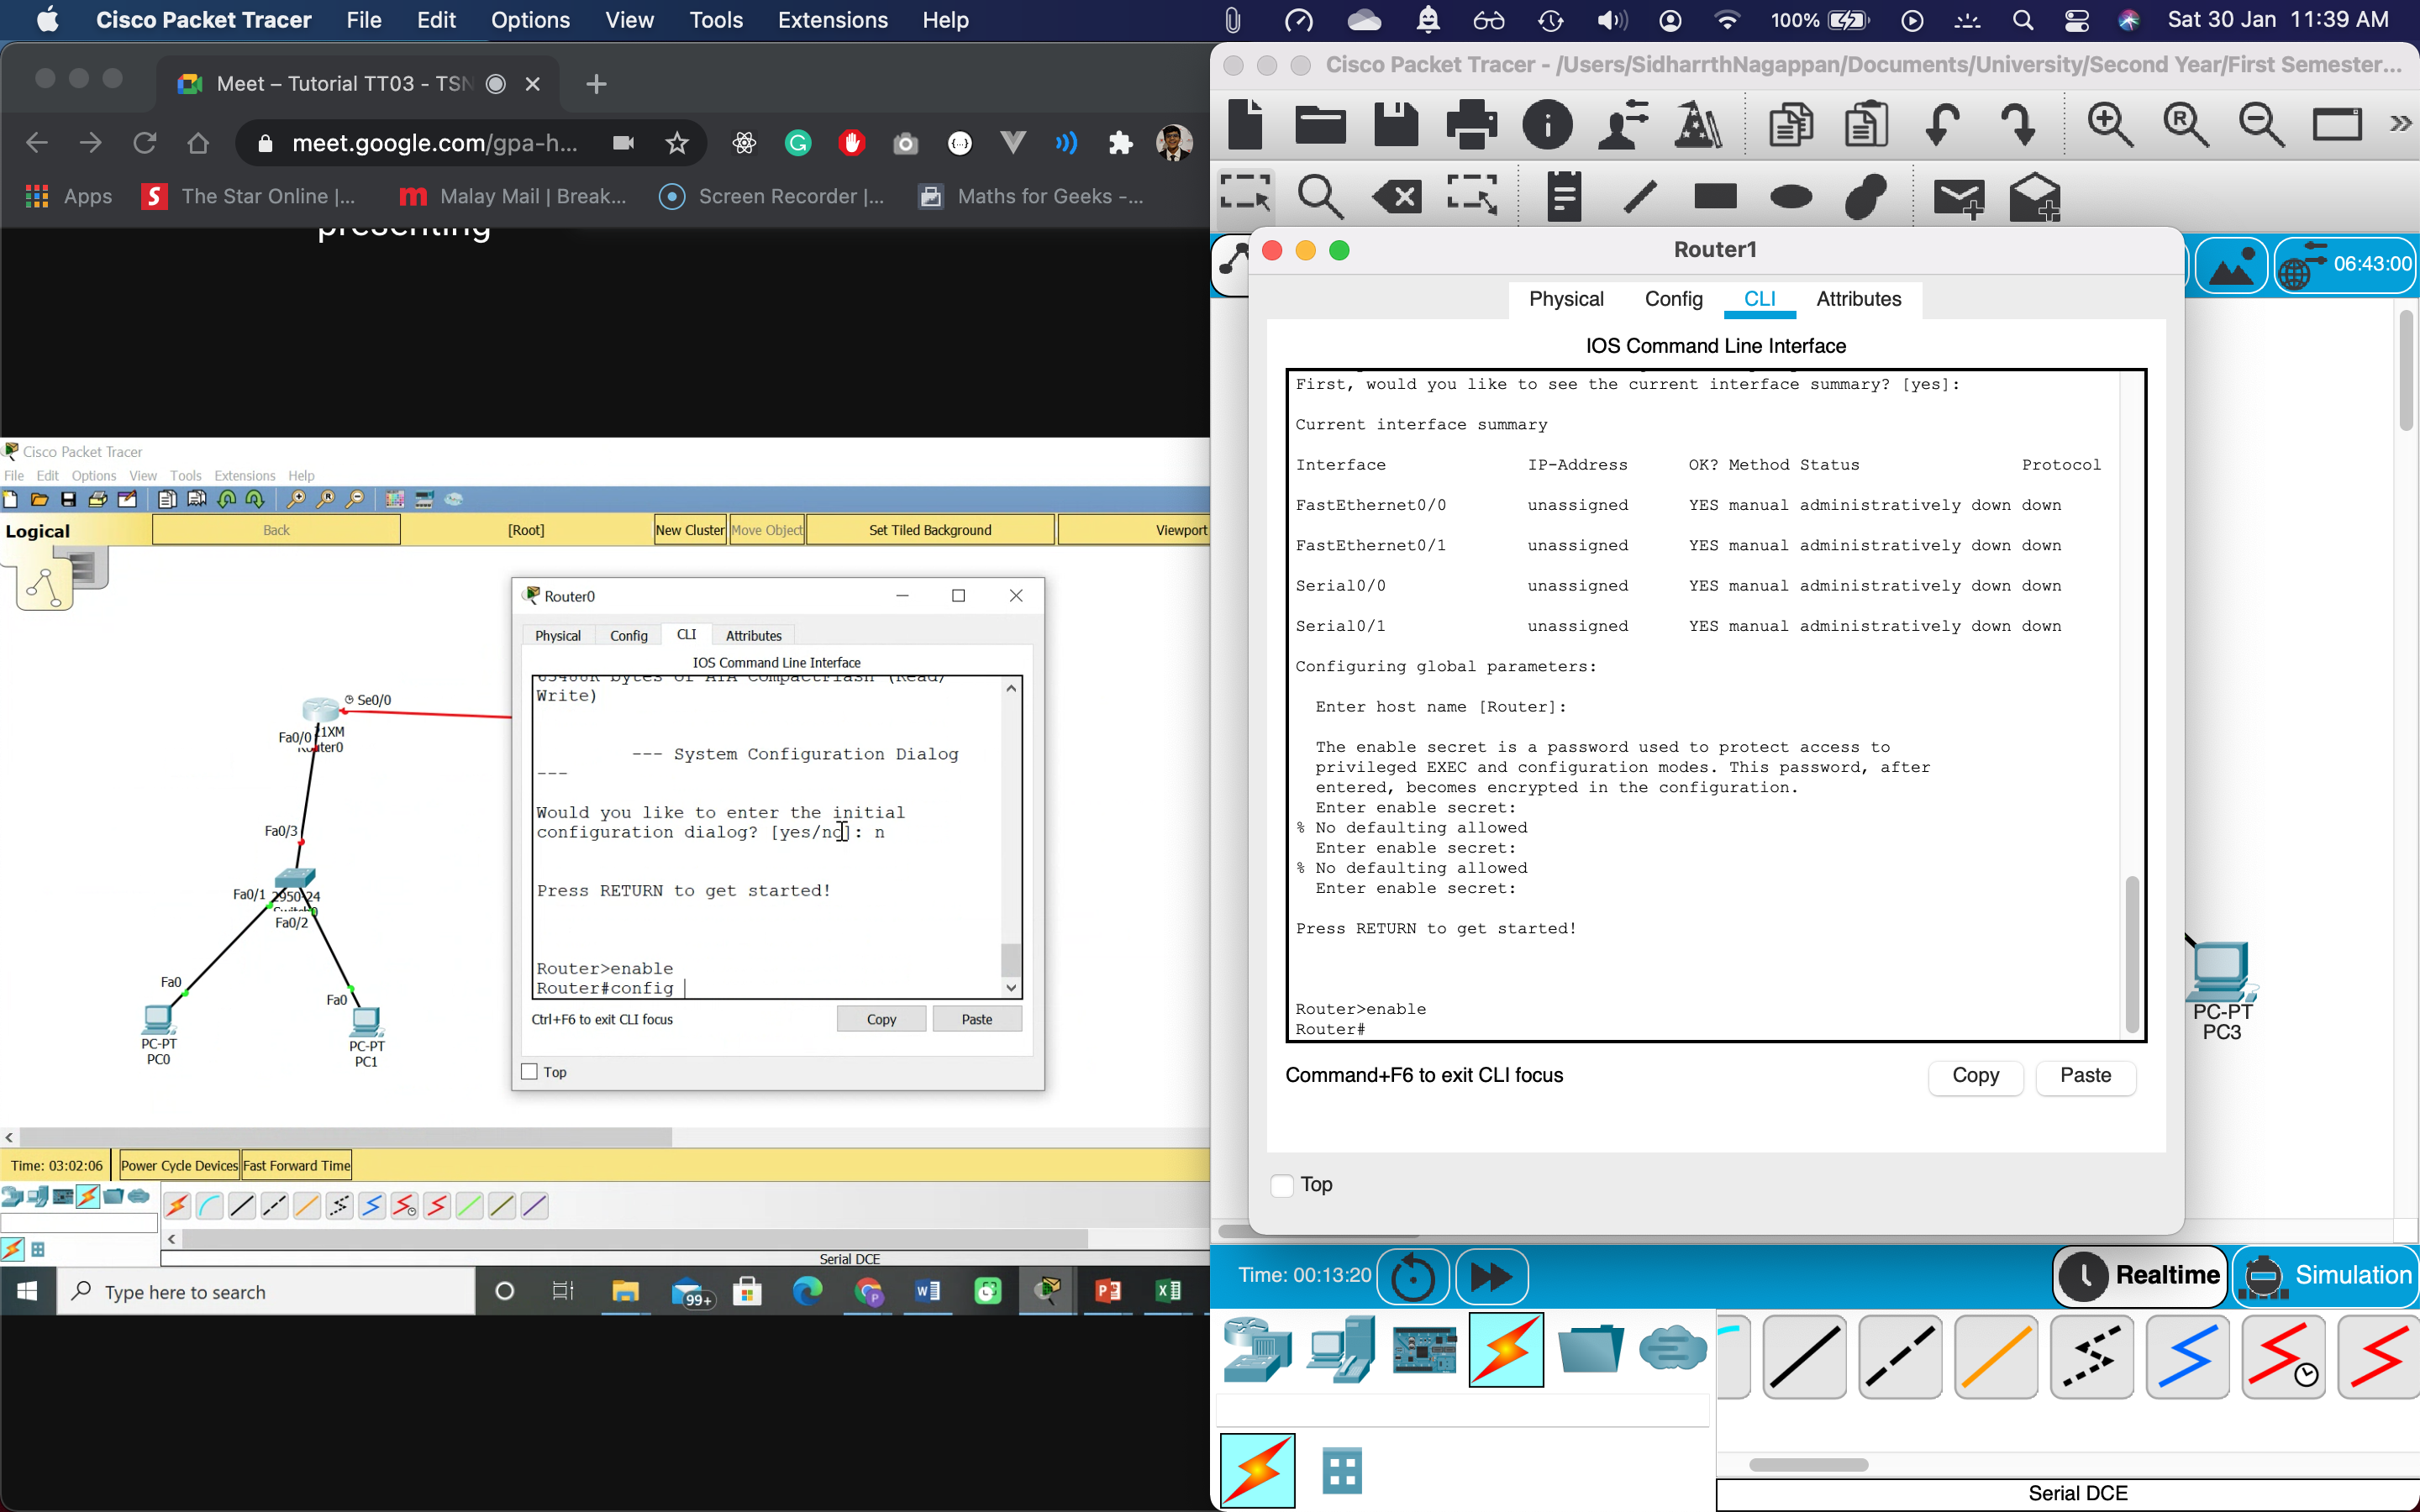 Cisco Packet Tracer File Edit Options View Tools Extensions Help
100% Sat 30 Jan 11:39 AM
Meet – Tutorial TT03 - TSN
meet.google.com/gpa-h...
Apps The Star Online |... Malay Mail | Break... Screen Recorder |... Maths for Geeks -...
presenting
Cisco Packet Tracer
File Edit Options View Tools Extensions Help
Logical Back [Root] New Cluster Move Object Set Tiled Background Viewport
Se0/0
Fa0/0
Fa0/3
Fa0/1
2950-24
Fa0/2
Fa0
Fa0
PC-PT
PC0
PC-PT
PC1
Router0
Physical Config CLI Attributes
IOS Command Line Interface
Write)
--- System Configuration Dialog
---
Would you like to enter the initial
configuration dialog? [yes/no]: n
Press RETURN to get started!
Router>enable
Router#config
Ctrl+F6 to exit CLI focus Copy Paste
Top
Time: 03:02:06 Power Cycle Devices Fast Forward Time
Serial DCE
Type here to search
99+
Cisco Packet Tracer - /Users/SidharrthNagappan/Documents/University/Second Year/First Semester...
06:43:00
Router1
Physical Config CLI Attributes
IOS Command Line Interface
First, would you like to see the current interface summary? [yes]:
Current interface summary
Interface IP-Address OK? Method Status Protocol
FastEthernet0/0 unassigned YES manual administratively down down
FastEthernet0/1 unassigned YES manual administratively down down
Serial0/0 unassigned YES manual administratively down down
Serial0/1 unassigned YES manual administratively down down
Configuring global parameters:
Enter host name [Router]:
The enable secret is a password used to protect access to
privileged EXEC and configuration modes. This password, after
entered, becomes encrypted in the configuration.
Enter enable secret:
% No defaulting allowed
Enter enable secret:
% No defaulting allowed
Enter enable secret:
Press RETURN to get started!
Router>enable
Router#
Command+F6 to exit CLI focus Copy Paste
Top
PC-PT
PC3
Time: 00:13:20 Realtime Simulation
Serial DCE